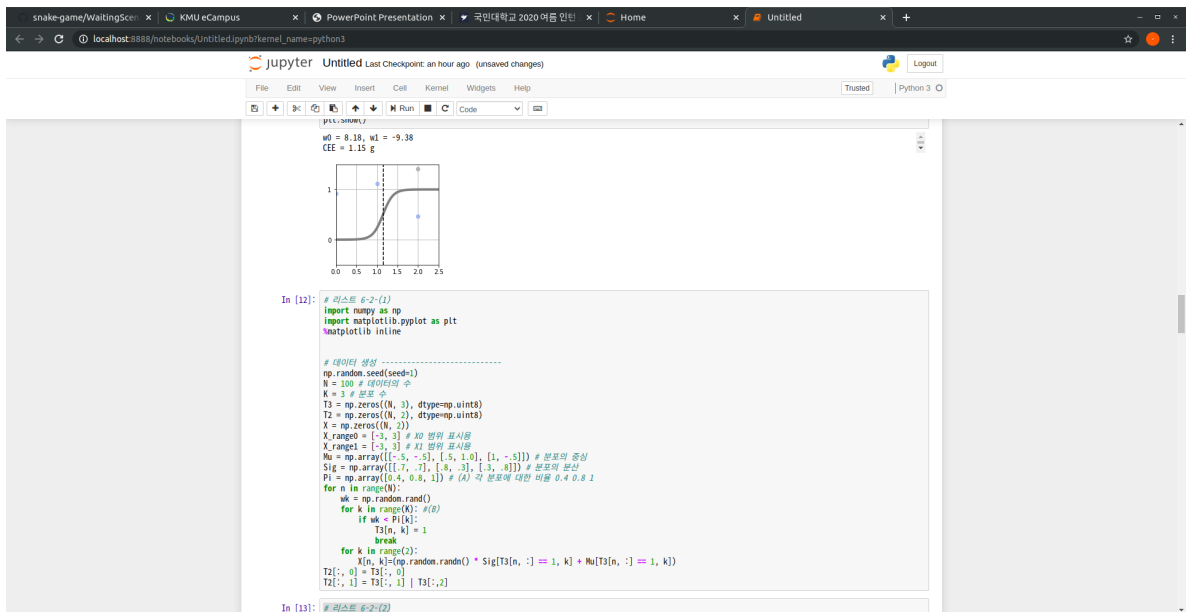 snake-game/WaitingScen
KMU eCampus
PowerPoint Presentation
국민대학교 2020 여름 인턴
Home
Untitled
localhost:8888/notebooks/Untitled.ipynb?kernel_name=python3
jupyter Untitled Last Checkpoint: an hour ago (unsaved changes)
Logout
File Edit View Insert Cell Kernel Widgets Help
Trusted
Python 3
Run
Code
plt.show()
w0 = 8.18, w1 = -9.38
CEE = 1.15 g
1
0
0.0 0.5 1.0 1.5 2.0 2.5
In [12]:
# 리스트 6-2-(1)
import numpy as np
import matplotlib.pyplot as plt
%matplotlib inline
# 데이터 생성 ----------------------------
np.random.seed(seed=1)
N = 100 # 데이터의 수
K = 3 # 분포 수
T3 = np.zeros((N, 3), dtype=np.uint8)
T2 = np.zeros((N, 2), dtype=np.uint8)
X = np.zeros((N, 2))
X_range0 = [-3, 3] # X0 범위 표시용
X_range1 = [-3, 3] # X1 범위 표시용
Mu = np.array([[-.5, -.5], [.5, 1.0], [1, -.5]]) # 분포의 중심
Sig = np.array([[.7, .7], [.8, .3], [.3, .8]]) # 분포의 분산
Pi = np.array([0.4, 0.8, 1]) # (A) 각 분포에 대한 비율 0.4 0.8 1
for n in range(N):
    wk = np.random.rand()
    for k in range(K): #(B)
        if wk < Pi[k]:
            T3[n, k] = 1
            break
    for k in range(2):
        X[n, k]=(np.random.randn() * Sig[T3[n, :] == 1, k] + Mu[T3[n, :] == 1, k])
T2[:, 0] = T3[:, 0]
T2[:, 1] = T3[:, 1] | T3[:,2]
In [13]:
# 리스트 6-2-(2)